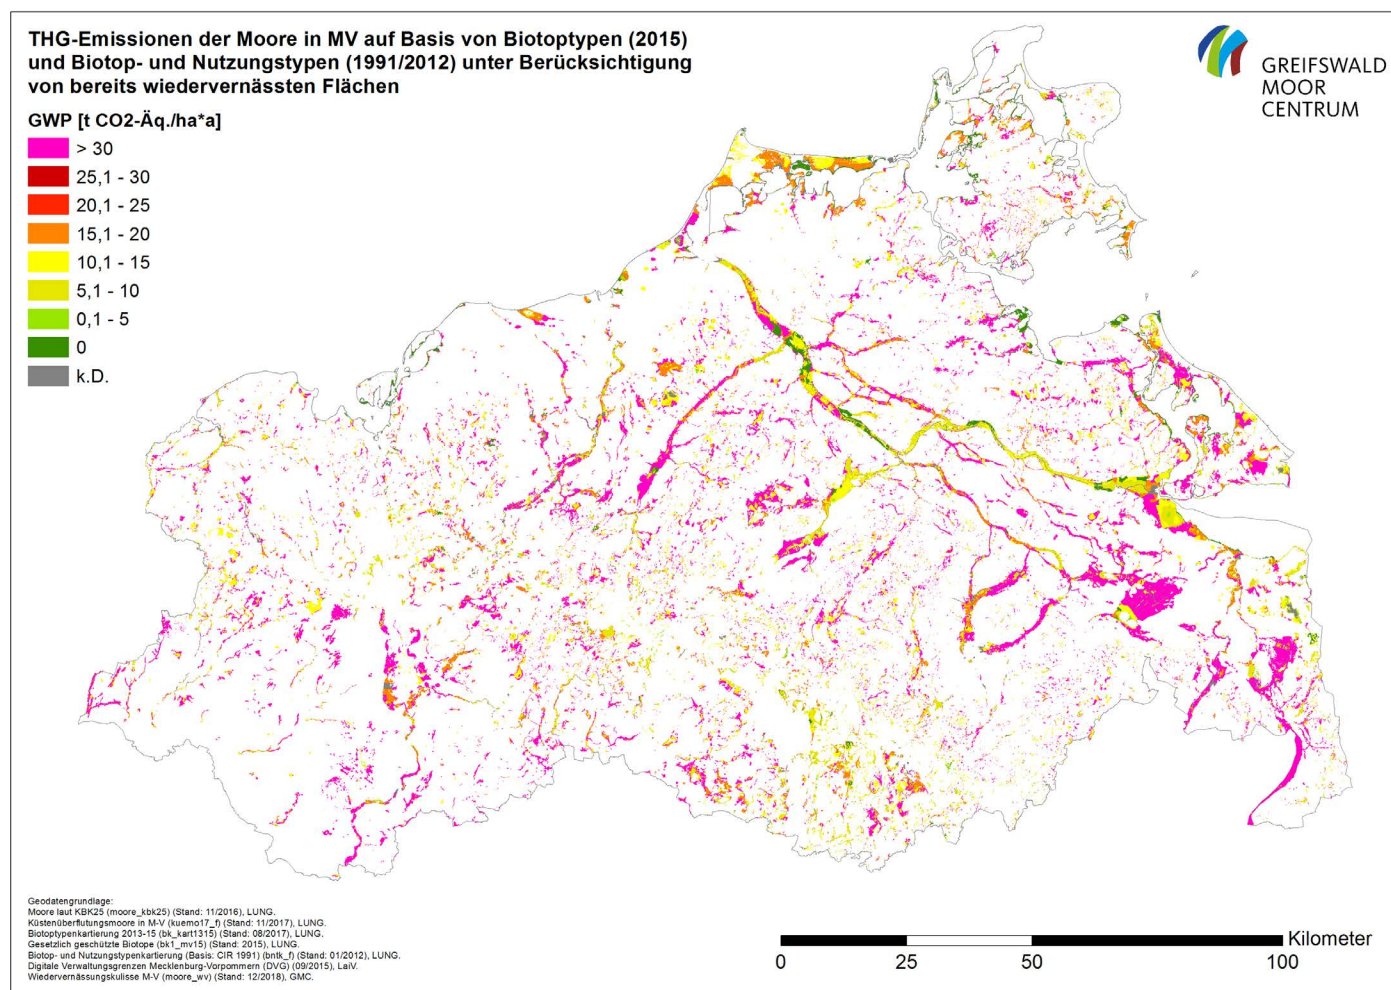 THG-Emissionen der Moore in MV auf Basis von Biotoptypen (2015)
und Biotop- und Nutzungstypen (1991/2012) unter Berücksichtigung
von bereits wiedervernässten Flächen
GWP [t CO2-Äq./ha*a]
> 30
25,1 - 30
20,1 - 25
15,1 - 20
10,1 - 15
5,1 - 10
0,1 - 5
0
k.D.
GREIFSWALD
MOOR
CENTRUM
Geodatengrundlage:
Moore laut KBK25 (moore_kbk25) (Stand: 11/2016), LUNG.
Küstenüberflutungsmoore in M-V (kuemo17_f) (Stand: 11/2017), LUNG.
Biotoptypenkartierung 2013-15 (bk_kart1315) (Stand: 08/2017), LUNG.
Gesetzlich geschützte Biotope (bk1_mv15) (Stand: 2015), LUNG.
Biotop- und Nutzungstypenkartierung (Basis: CIR 1991) (bntk_f) (Stand: 01/2012), LUNG.
Digitale Verwaltungsgrenzen Mecklenburg-Vorpommern (DVG) (09/2015), LaiV.
Wiedervernässungskulisse M-V (moore_wv) (Stand: 12/2018), GMC.
Kilometer
0 25 50 100